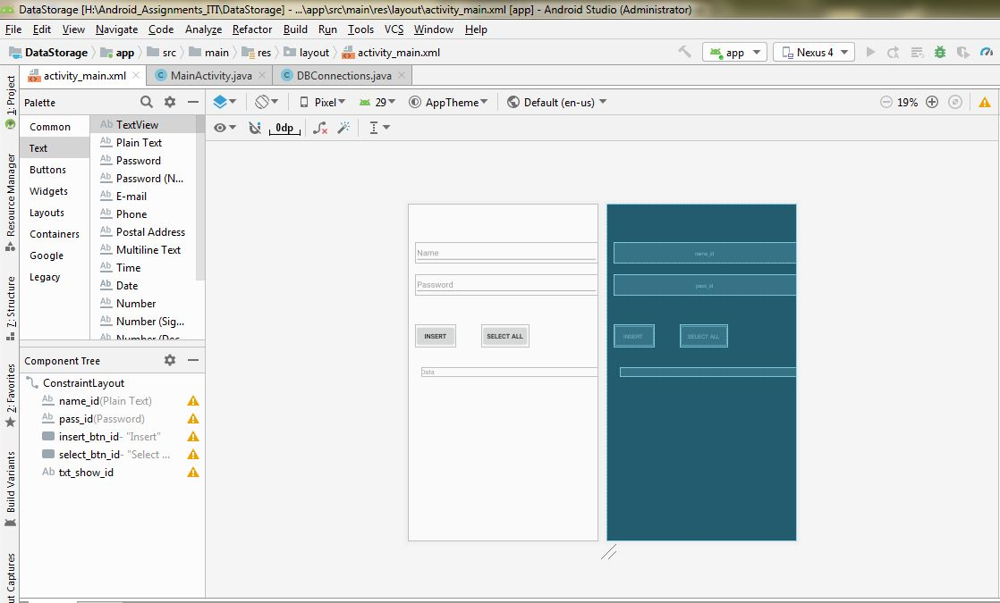 DataStorage [H:\Android_Assignments_ITI\DataStorage] - ...\app\src\main\res\layout\activity_main.xml [app] - Android Studio (Administrator)
File Edit View Navigate Code Analyze Refactor Build Run Tools VCS Window Help
DataStorage app src main res layout activity_main.xml app Nexus 4
activity_main.xml MainActivity.java DBConnections.java
1: Project
Resource Manager
7: Structure
2: Favorites
Build Variants
ut Captures
Palette
Common
Text
Buttons
Widgets
Layouts
Containers
Google
Legacy
Ab TextView
Ab Plain Text
Ab Password
Ab Password (N...
Ab E-mail
Ab Phone
Ab Postal Address
Ab Multiline Text
Ab Time
Ab Date
Ab Number
Ab Number (Sig...
Ab Number (Dec
Pixel 29 AppTheme Default (en-us) 19%
0dp
Name
Password
INSERT SELECT ALL
Data
name_id
pass_id
INSERT SELECT ALL
Component Tree
ConstraintLayout
Ab name_id(Plain Text)
Ab pass_id(Password)
insert_btn_id- "Insert"
select_btn_id- "Select ...
Ab txt_show_id